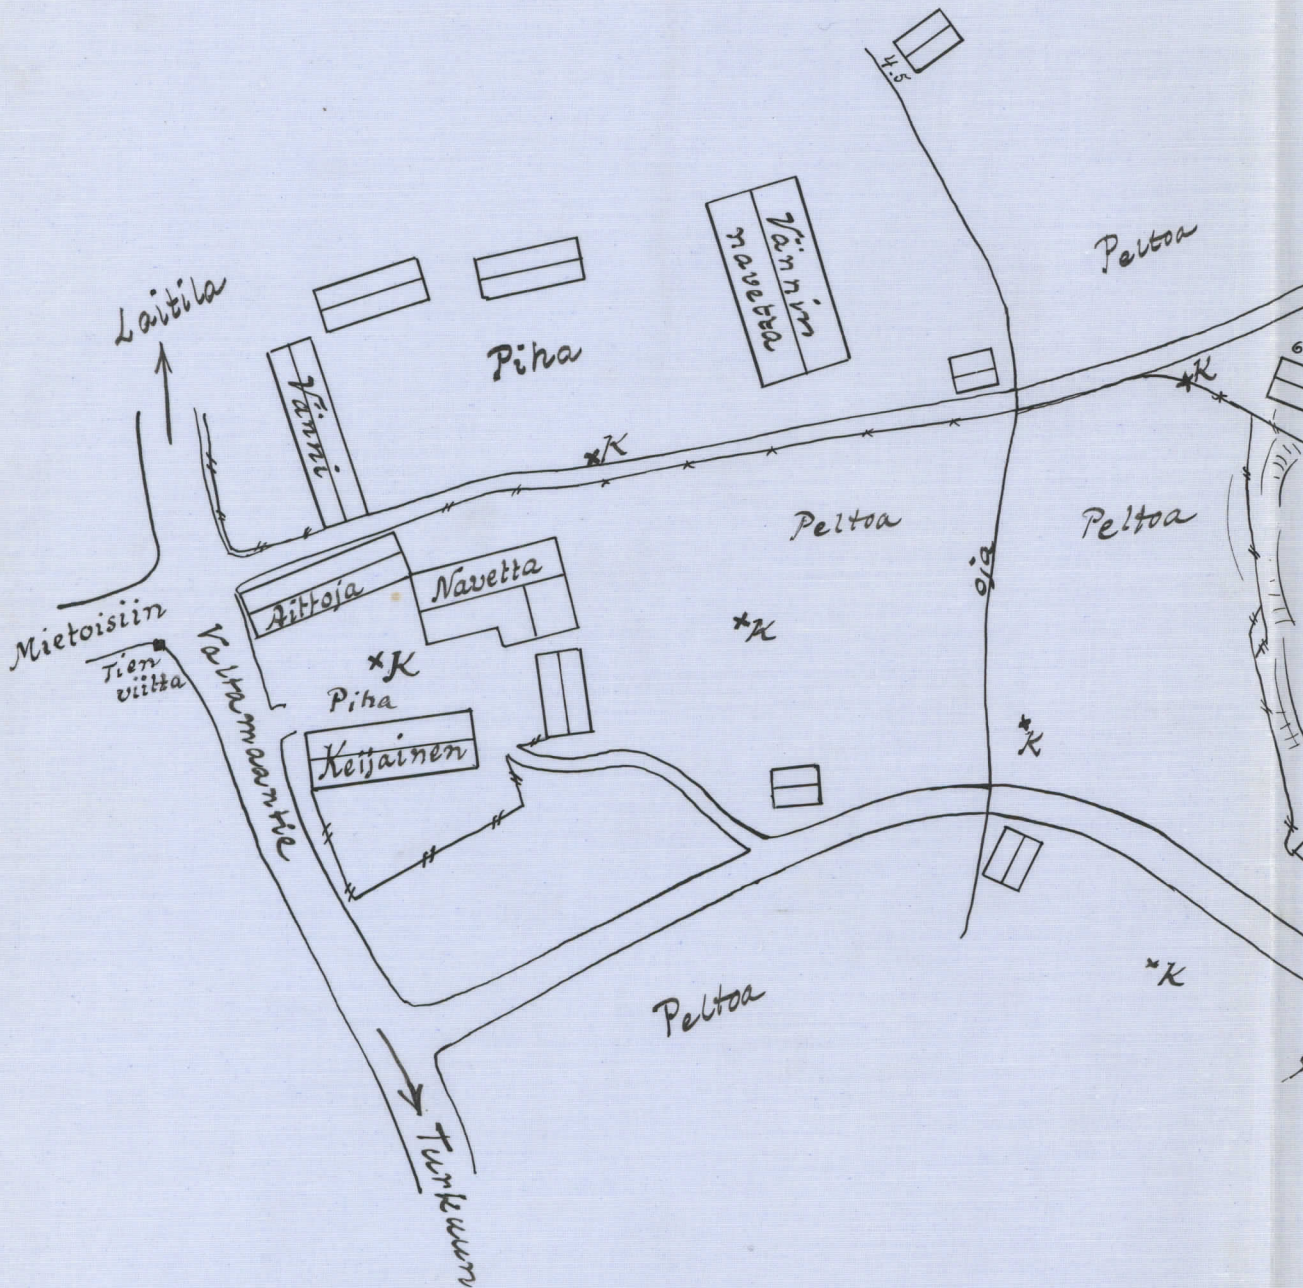 4.5
Peltoa
Laitila
Vännin
navetta
Piha
Vänni
K
K
6
Peltoa
Peltoa
oja
Aittoja
Navetta
Mietoisiin
Tien
viitta
Valtamaantie
K
K
Piha
Keijainen
K
K
Peltoa
Turkuun